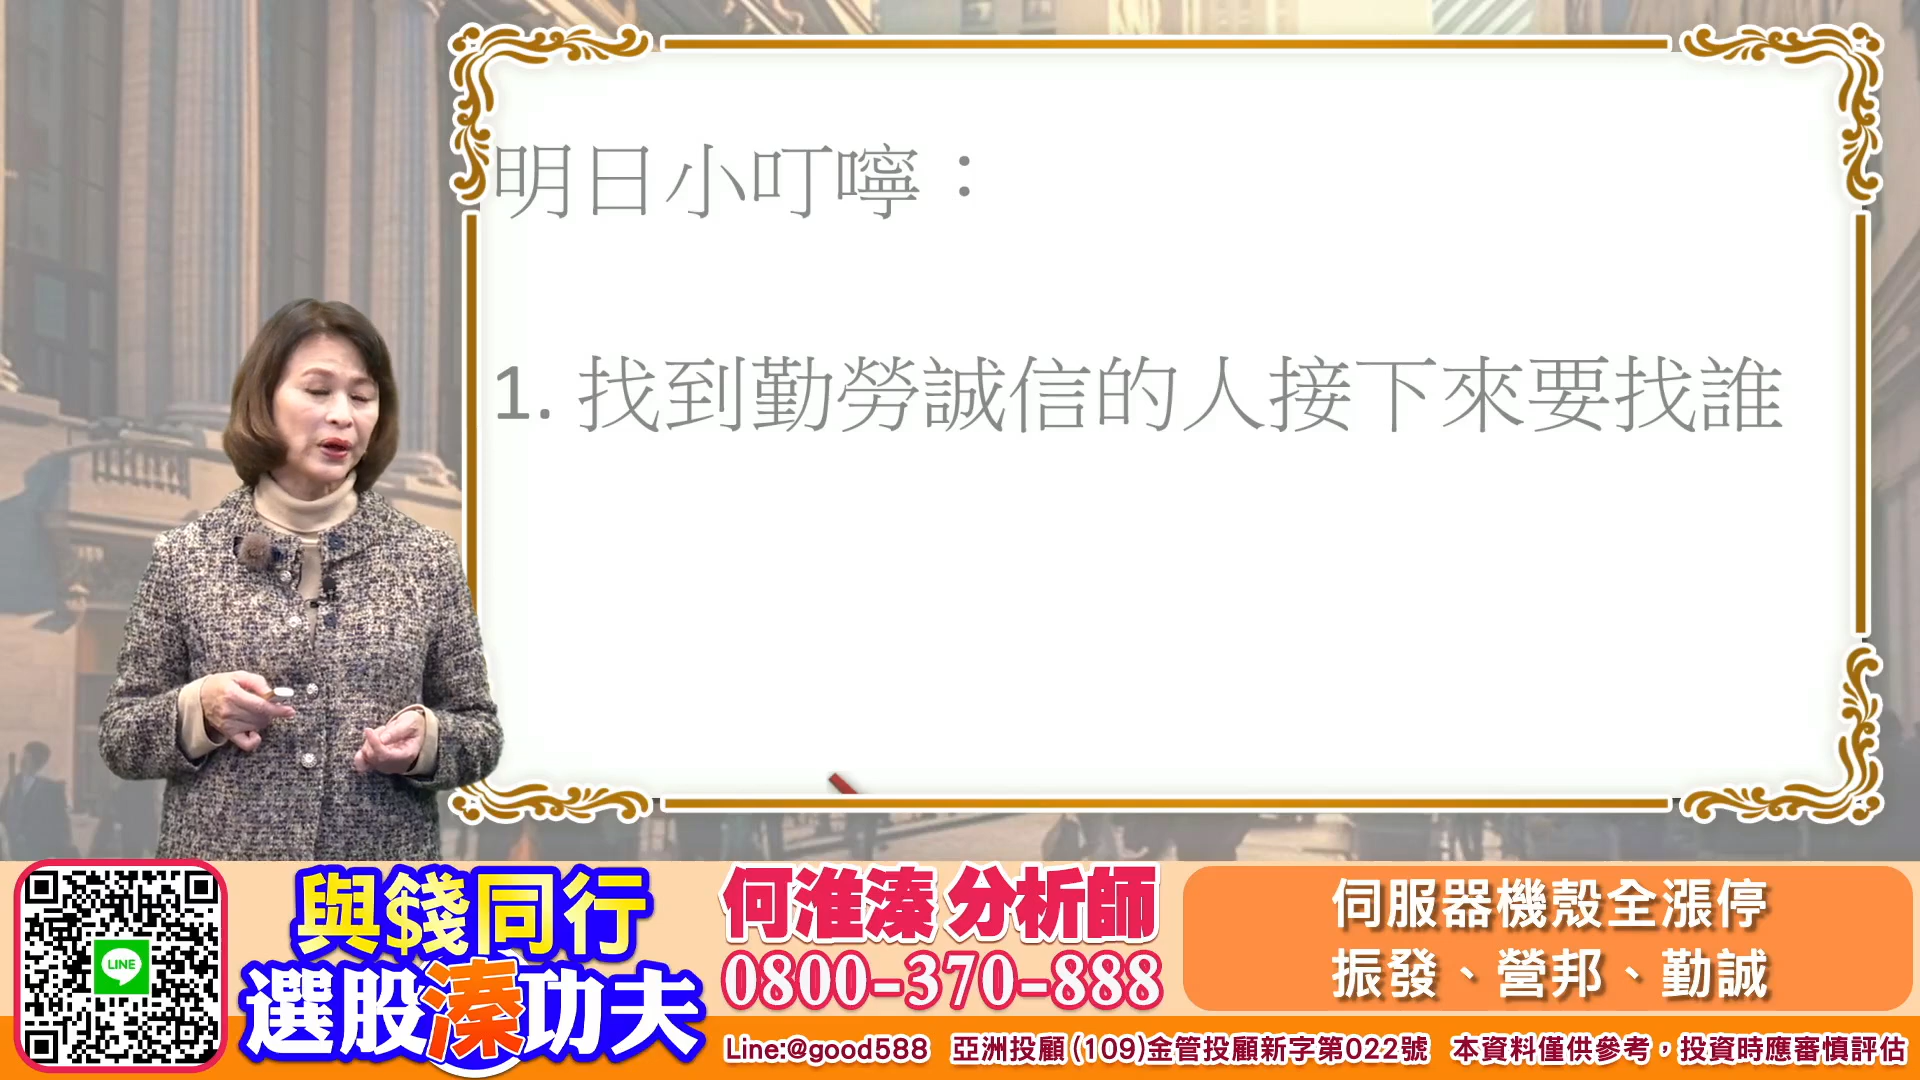 明日小叮嚀：
1. 找到勤勞誠信的人接下來要找誰
LINE
與錢同行
選股溱功夫
何淮溱 分析師
0800-370-888
伺服器機殼全漲停
振發、營邦、勤誠
Line:@good588 亞洲投顧 (109)金管投顧新字第022號 本資料僅供參考，投資時應審慎評估